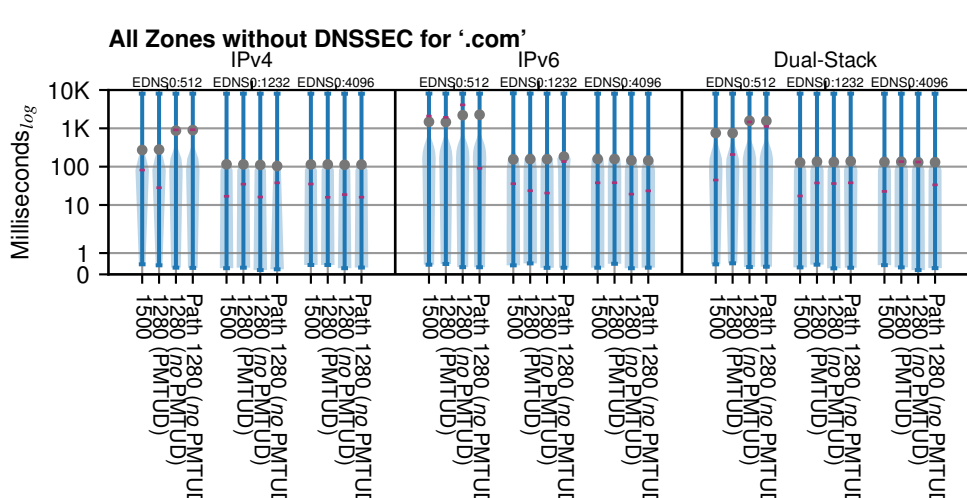 All Zones without DNSSEC for ‘.com’
IPv4 IPv6 Dual-Stack
EDNS0:512 EDNS0:1232 EDNS0:4096 EDNS0:512 EDNS0:1232 EDNS0:4096 EDNS0:512 EDNS0:1232 EDNS0:4096
Milliseconds log
10K
1K
100
10
1
0
1500
1280 (PMTUD)
1280 (no PMTUD)
Path 1280 (no PMTUD
1500
1280 (PMTUD)
1280 (no PMTUD)
Path 1280 (no PMTUD
1500
1280 (PMTUD)
1280 (no PMTUD)
Path 1280 (no PMTUD
1500
1280 (PMTUD)
1280 (no PMTUD)
Path 1280 (no PMTUD
1500
1280 (PMTUD)
1280 (no PMTUD)
Path 1280 (no PMTUD
1500
1280 (PMTUD)
1280 (no PMTUD)
Path 1280 (no PMTUD
1500
1280 (PMTUD)
1280 (no PMTUD)
Path 1280 (no PMTUD
1500
1280 (PMTUD)
1280 (no PMTUD)
Path 1280 (no PMTUD
1500
1280 (PMTUD)
1280 (no PMTUD)
Path 1280 (no PMTUD